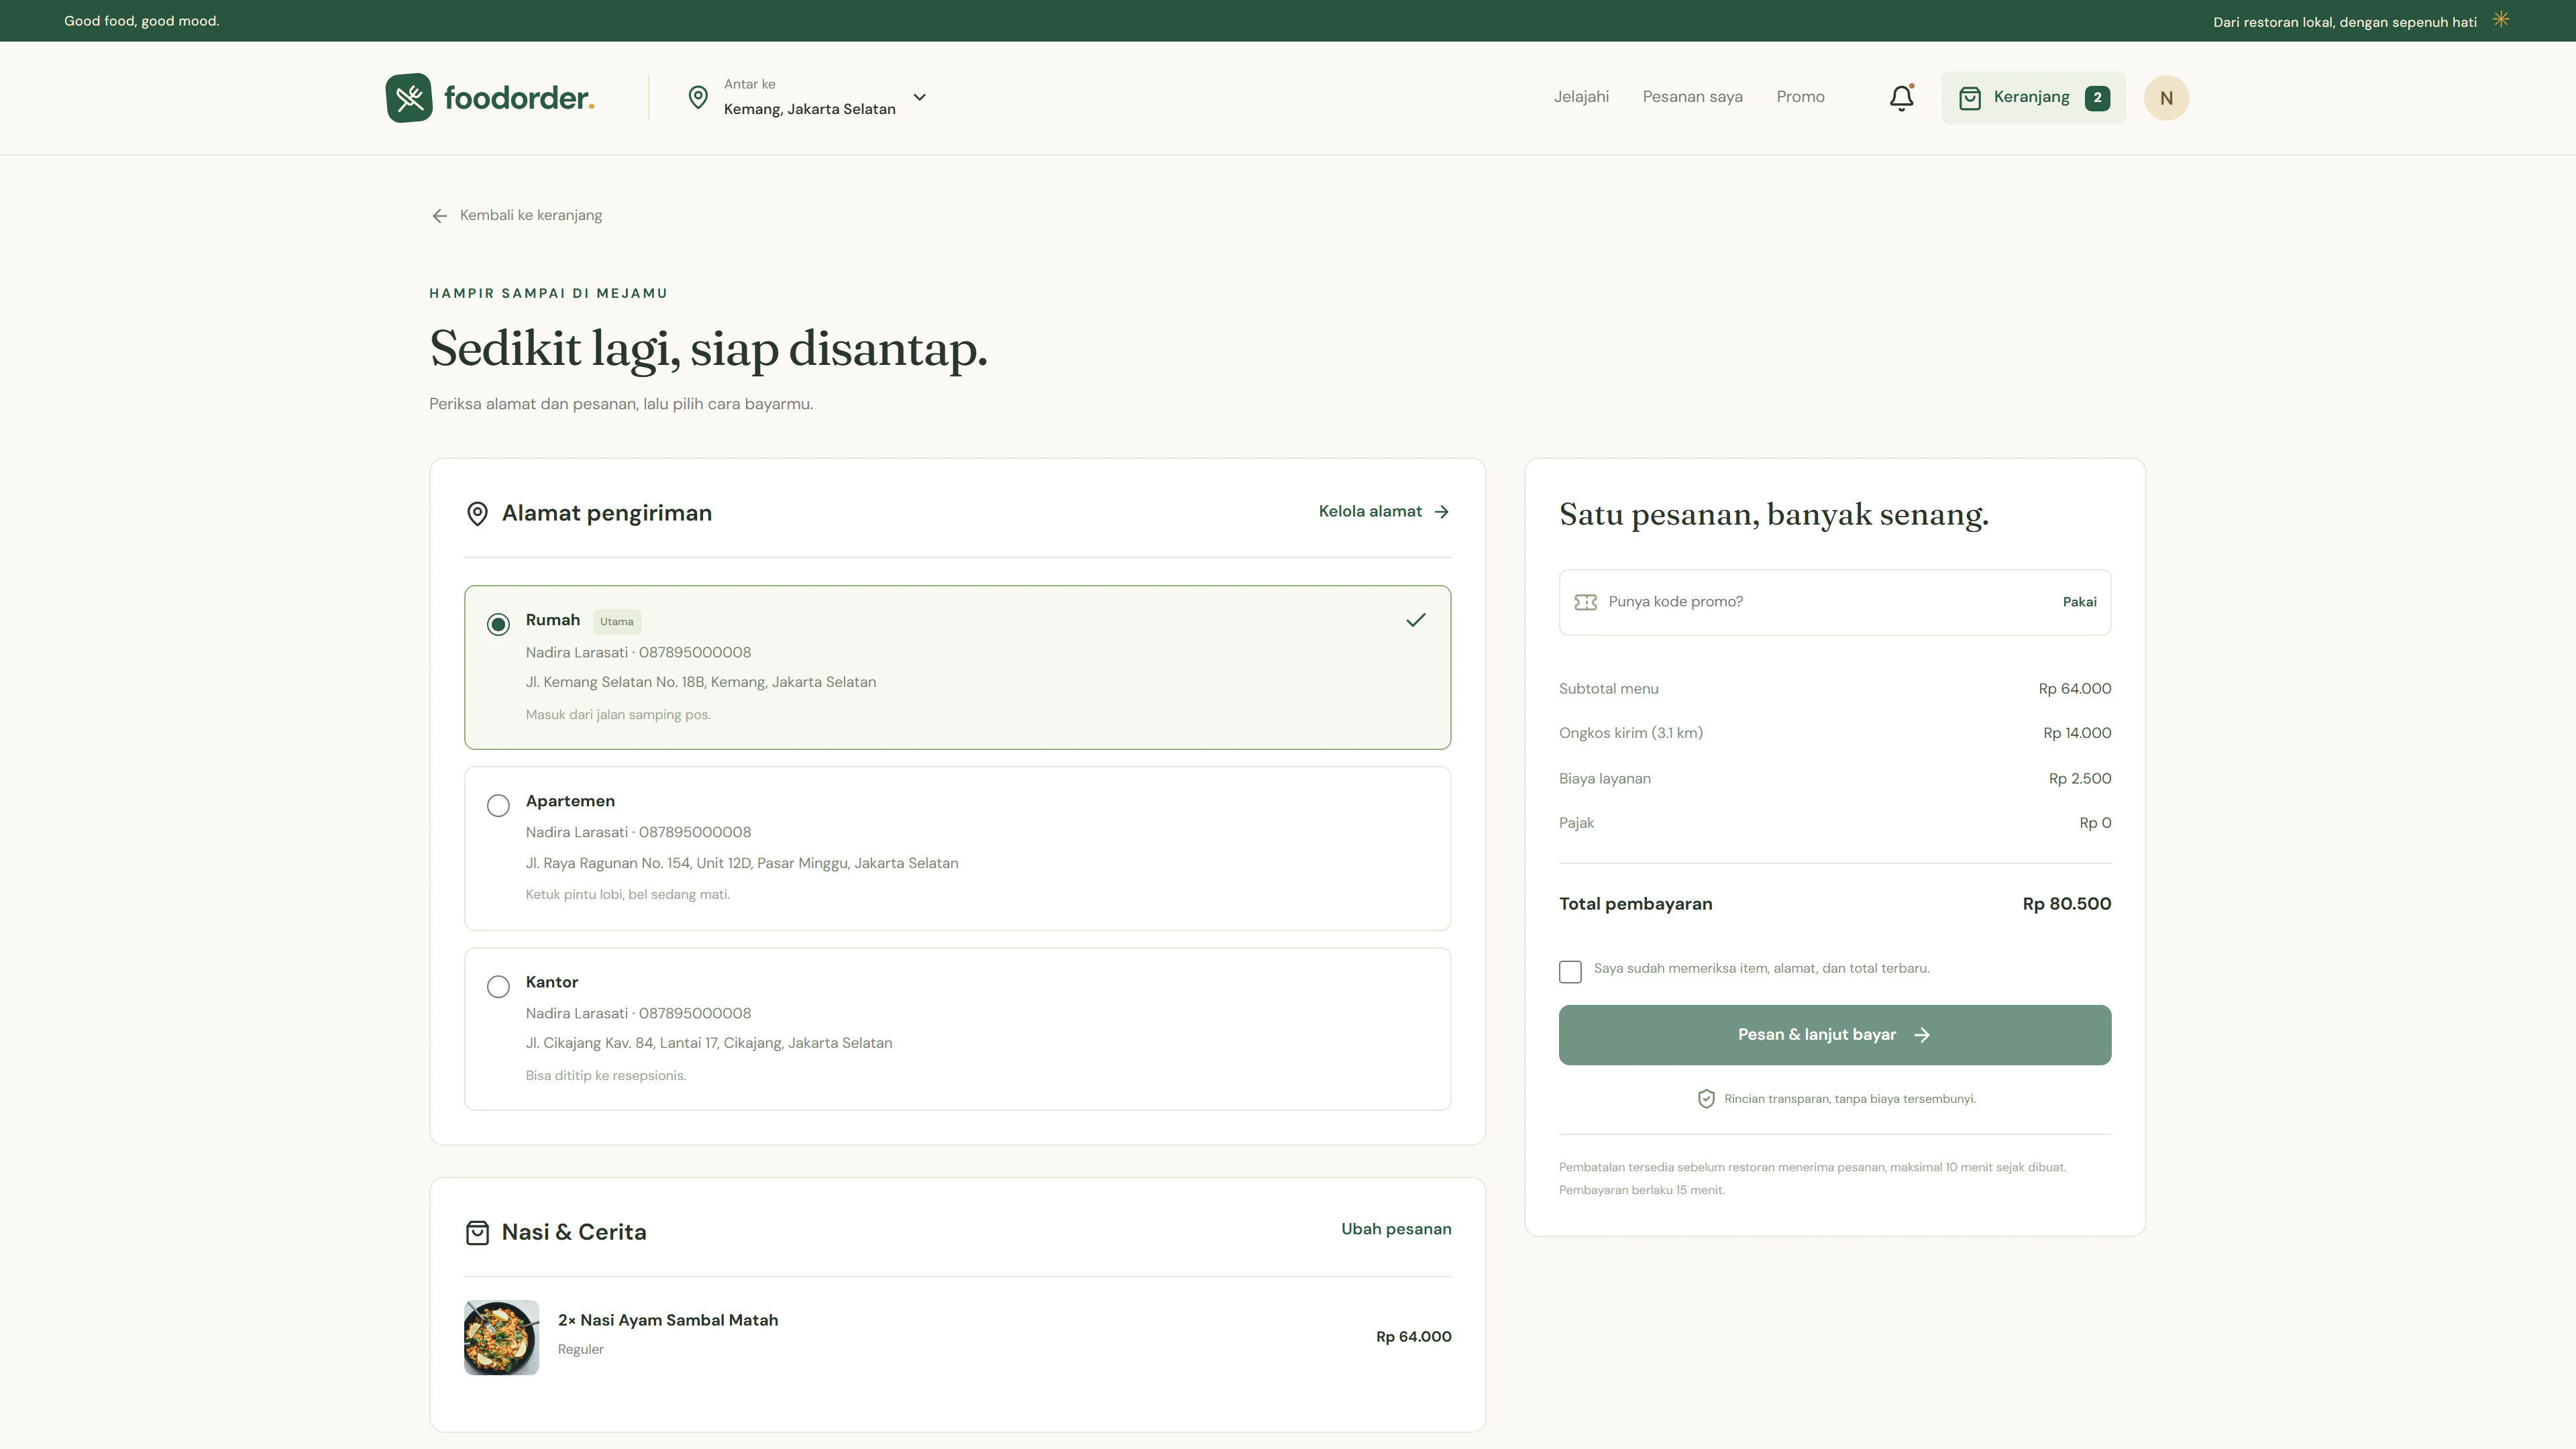 Good food, good mood.
Dari restoran lokal, dengan sepenuh hati
foodorder.
Antar ke
Kemang, Jakarta Selatan
Jelajahi
Pesanan saya
Promo
Keranjang 2
N
Kembali ke keranjang
HAMPIR SAMPAI DI MEJAMU
Sedikit lagi, siap disantap.
Periksa alamat dan pesanan, lalu pilih cara bayarmu.
Alamat pengiriman
Kelola alamat
Rumah Utama
Nadira Larasati · 087895000008
Jl. Kemang Selatan No. 18B, Kemang, Jakarta Selatan
Masuk dari jalan samping pos.
Apartemen
Nadira Larasati · 087895000008
Jl. Raya Ragunan No. 154, Unit 12D, Pasar Minggu, Jakarta Selatan
Ketuk pintu lobi, bel sedang mati.
Kantor
Nadira Larasati · 087895000008
Jl. Cikajang Kav. 84, Lantai 17, Cikajang, Jakarta Selatan
Bisa dititip ke resepsionis.
Nasi & Cerita
Ubah pesanan
2× Nasi Ayam Sambal Matah
Reguler
Rp 64.000
Satu pesanan, banyak senang.
Punya kode promo? Pakai
Subtotal menu Rp 64.000
Ongkos kirim (3.1 km) Rp 14.000
Biaya layanan Rp 2.500
Pajak Rp 0
Total pembayaran Rp 80.500
Saya sudah memeriksa item, alamat, dan total terbaru.
Pesan & lanjut bayar
Rincian transparan, tanpa biaya tersembunyi.
Pembatalan tersedia sebelum restoran menerima pesanan, maksimal 10 menit sejak dibuat.
Pembayaran berlaku 15 menit.